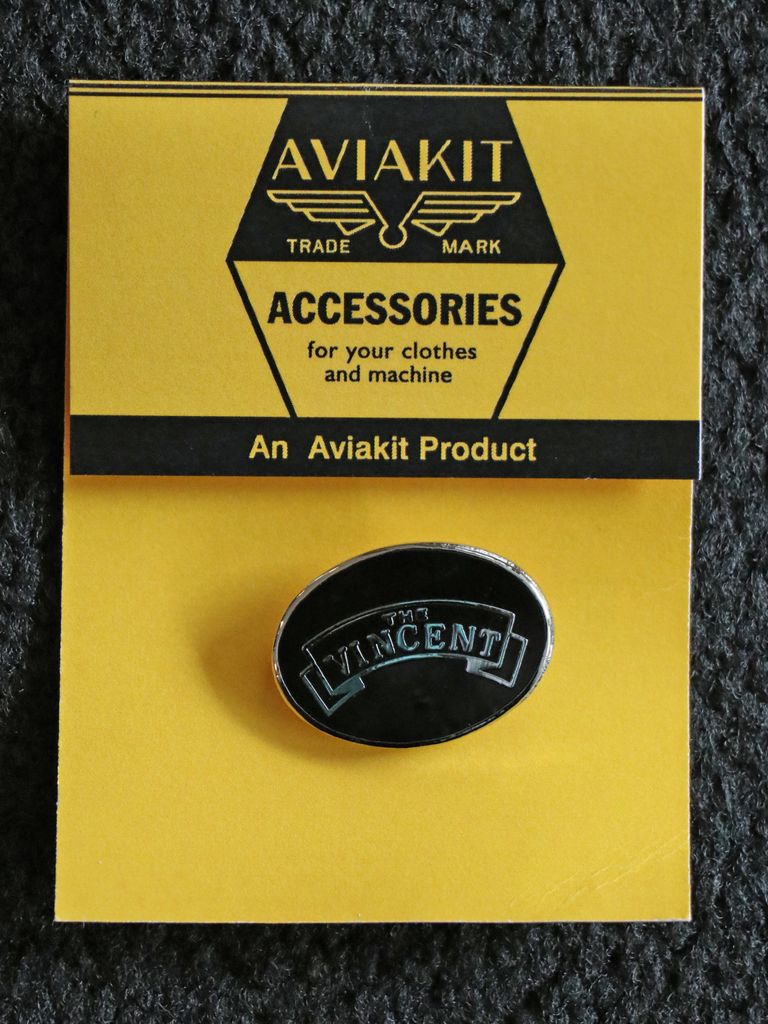 AVIAKIT
TRADE MARK
ACCESSORIES
for your clothes
and machine
An Aviakit Product
THE
VINCENT